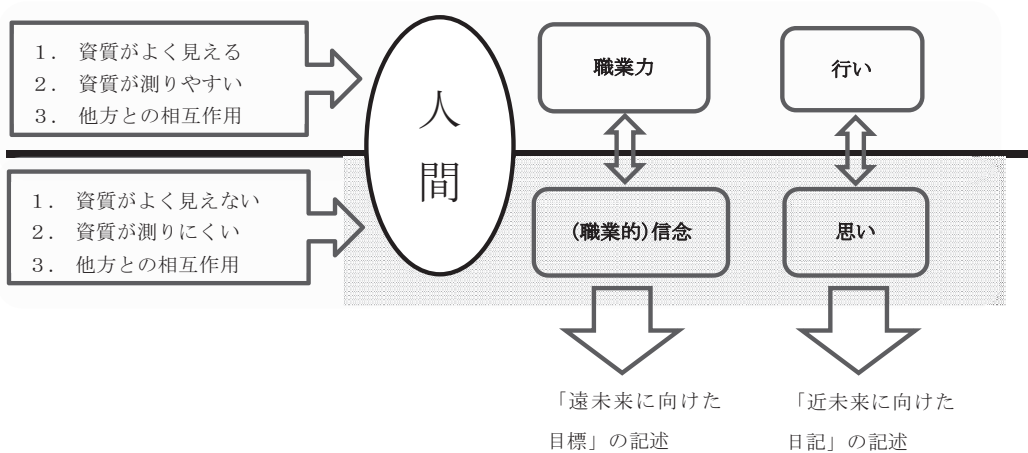 1. 資質がよく見える
2. 資質が測りやすい
3. 他方との相互作用
人
間
職業力
行い
1. 資質がよく見えない
2. 資質が測りにくい
3. 他方との相互作用
(職業的)信念
思い
「遠未来に向けた
目標」の記述
「近未来に向けた
日記」の記述